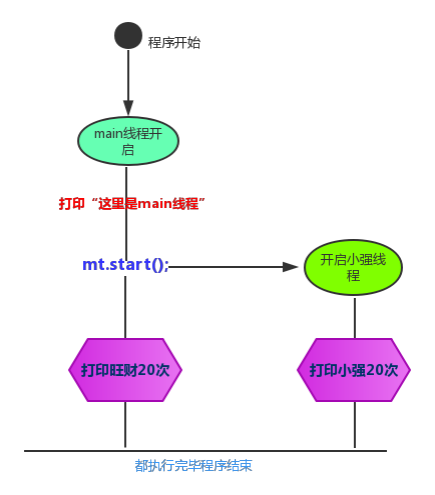 程序开始
main线程开
启
打印“这里是main线程”
mt.start();
开启小强线
程
打印旺财20次
打印小强20次
都执行完毕程序结束